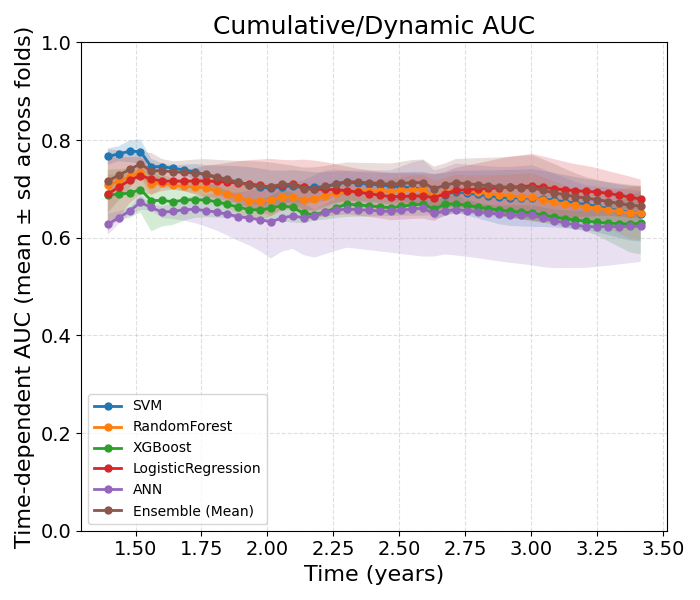 Cumulative/Dynamic AUC
Time-dependent AUC (mean ± sd across folds)
1.0
0.8
0.6
0.4
0.2
0.0
SVM
RandomForest
XGBoost
LogisticRegression
ANN
Ensemble (Mean)
1.50 1.75 2.00 2.25 2.50 2.75 3.00 3.25 3.50
Time (years)